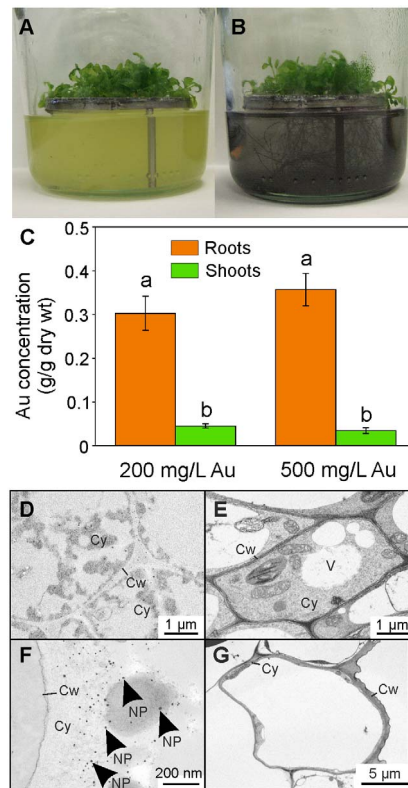 A
B
C
Roots
Shoots
Au concentration
(g/g dry wt)
0.5
0.4
0.3
0.2
0.1
0
a
b
a
b
200 mg/L Au
500 mg/L Au
D
Cy
Cw
Cy
1 µm
E
Cw
V
Cy
1 µm
F
Cw
Cy
NP
NP
NP
NP
200 nm
G
Cy
Cw
5 µm